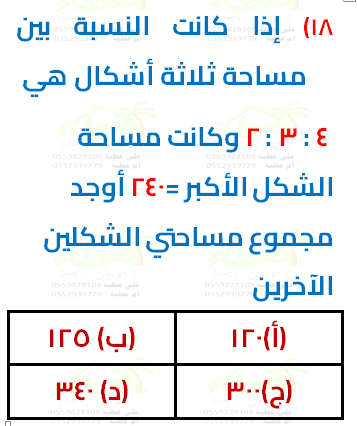 ١٨) إذا كانت النسبة بين
مساحة ثلاثة أشكال هي
٤ : ٣ : ٢ وكانت مساحة
الشكل الأكبر =٢٤٠ أوجد
مجموع مساحتي الشكلين
الآخرين
(أ)١٢٠ (ب) ١٢٥
(ج)٣٠٠ (د) ٣٤٠